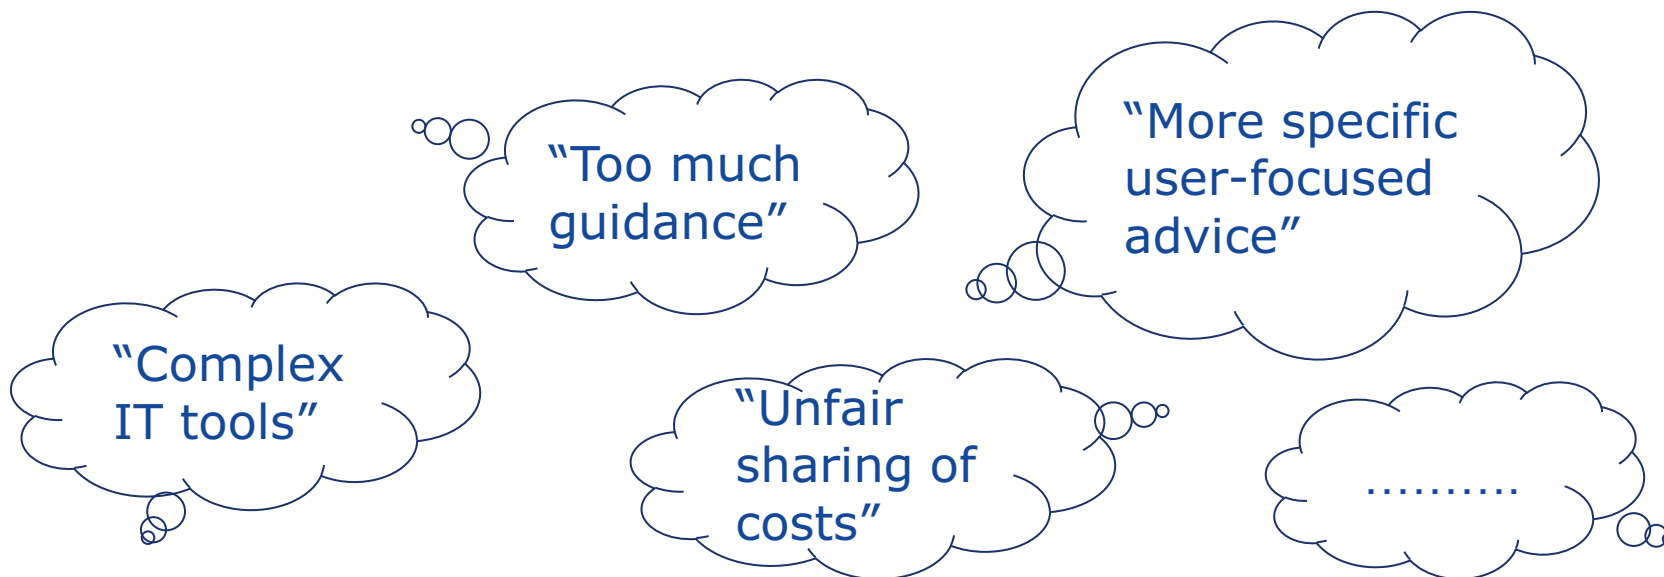 “Too much
guidance”
“More specific
user-focused
advice”
“Complex
IT tools”
“Unfair
sharing of
costs”
..........